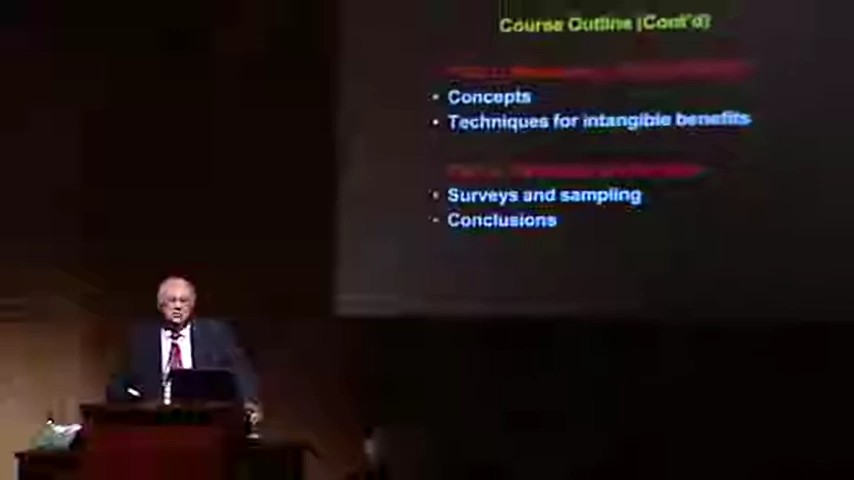 Course Outline (Cont'd)
• Concepts
• Techniques for intangible benefits
• Surveys and sampling
• Conclusions